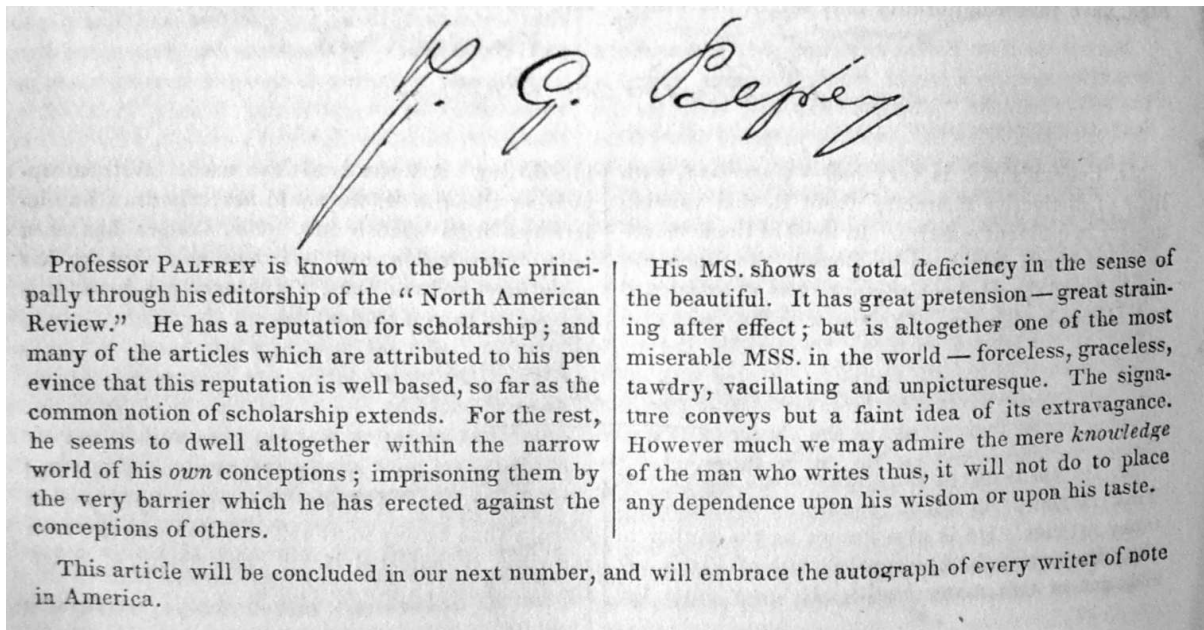 J. G.
Professor PALFREY is known to the public princi-
pally through his editorship of the “ North American
Review.” He has a reputation for scholarship ; and
many of the articles which are attributed to his pen
evince that this reputation is well based, so far as the
common notion of scholarship extends. For the rest,
he seems to dwell altogether within the narrow
world of his own conceptions ; imprisoning them by
the very barrier which he has erected against the
conceptions of others.
His MS. shows a total deficiency in the sense of
the beautiful. It has great pretension — great strain-
ing after effect ; but is altogether one of the most
miserable MSS. in the world — forceless, graceless,
tawdry, vacillating and unpicturesque. The signa-
ture conveys but a faint idea of its extravagance.
However much we may admire the mere knowledge
of the man who writes thus, it will not do to place
any dependence upon his wisdom or upon his taste.
This article will be concluded in our next number, and will embrace the autograph of every writer of note
in America.